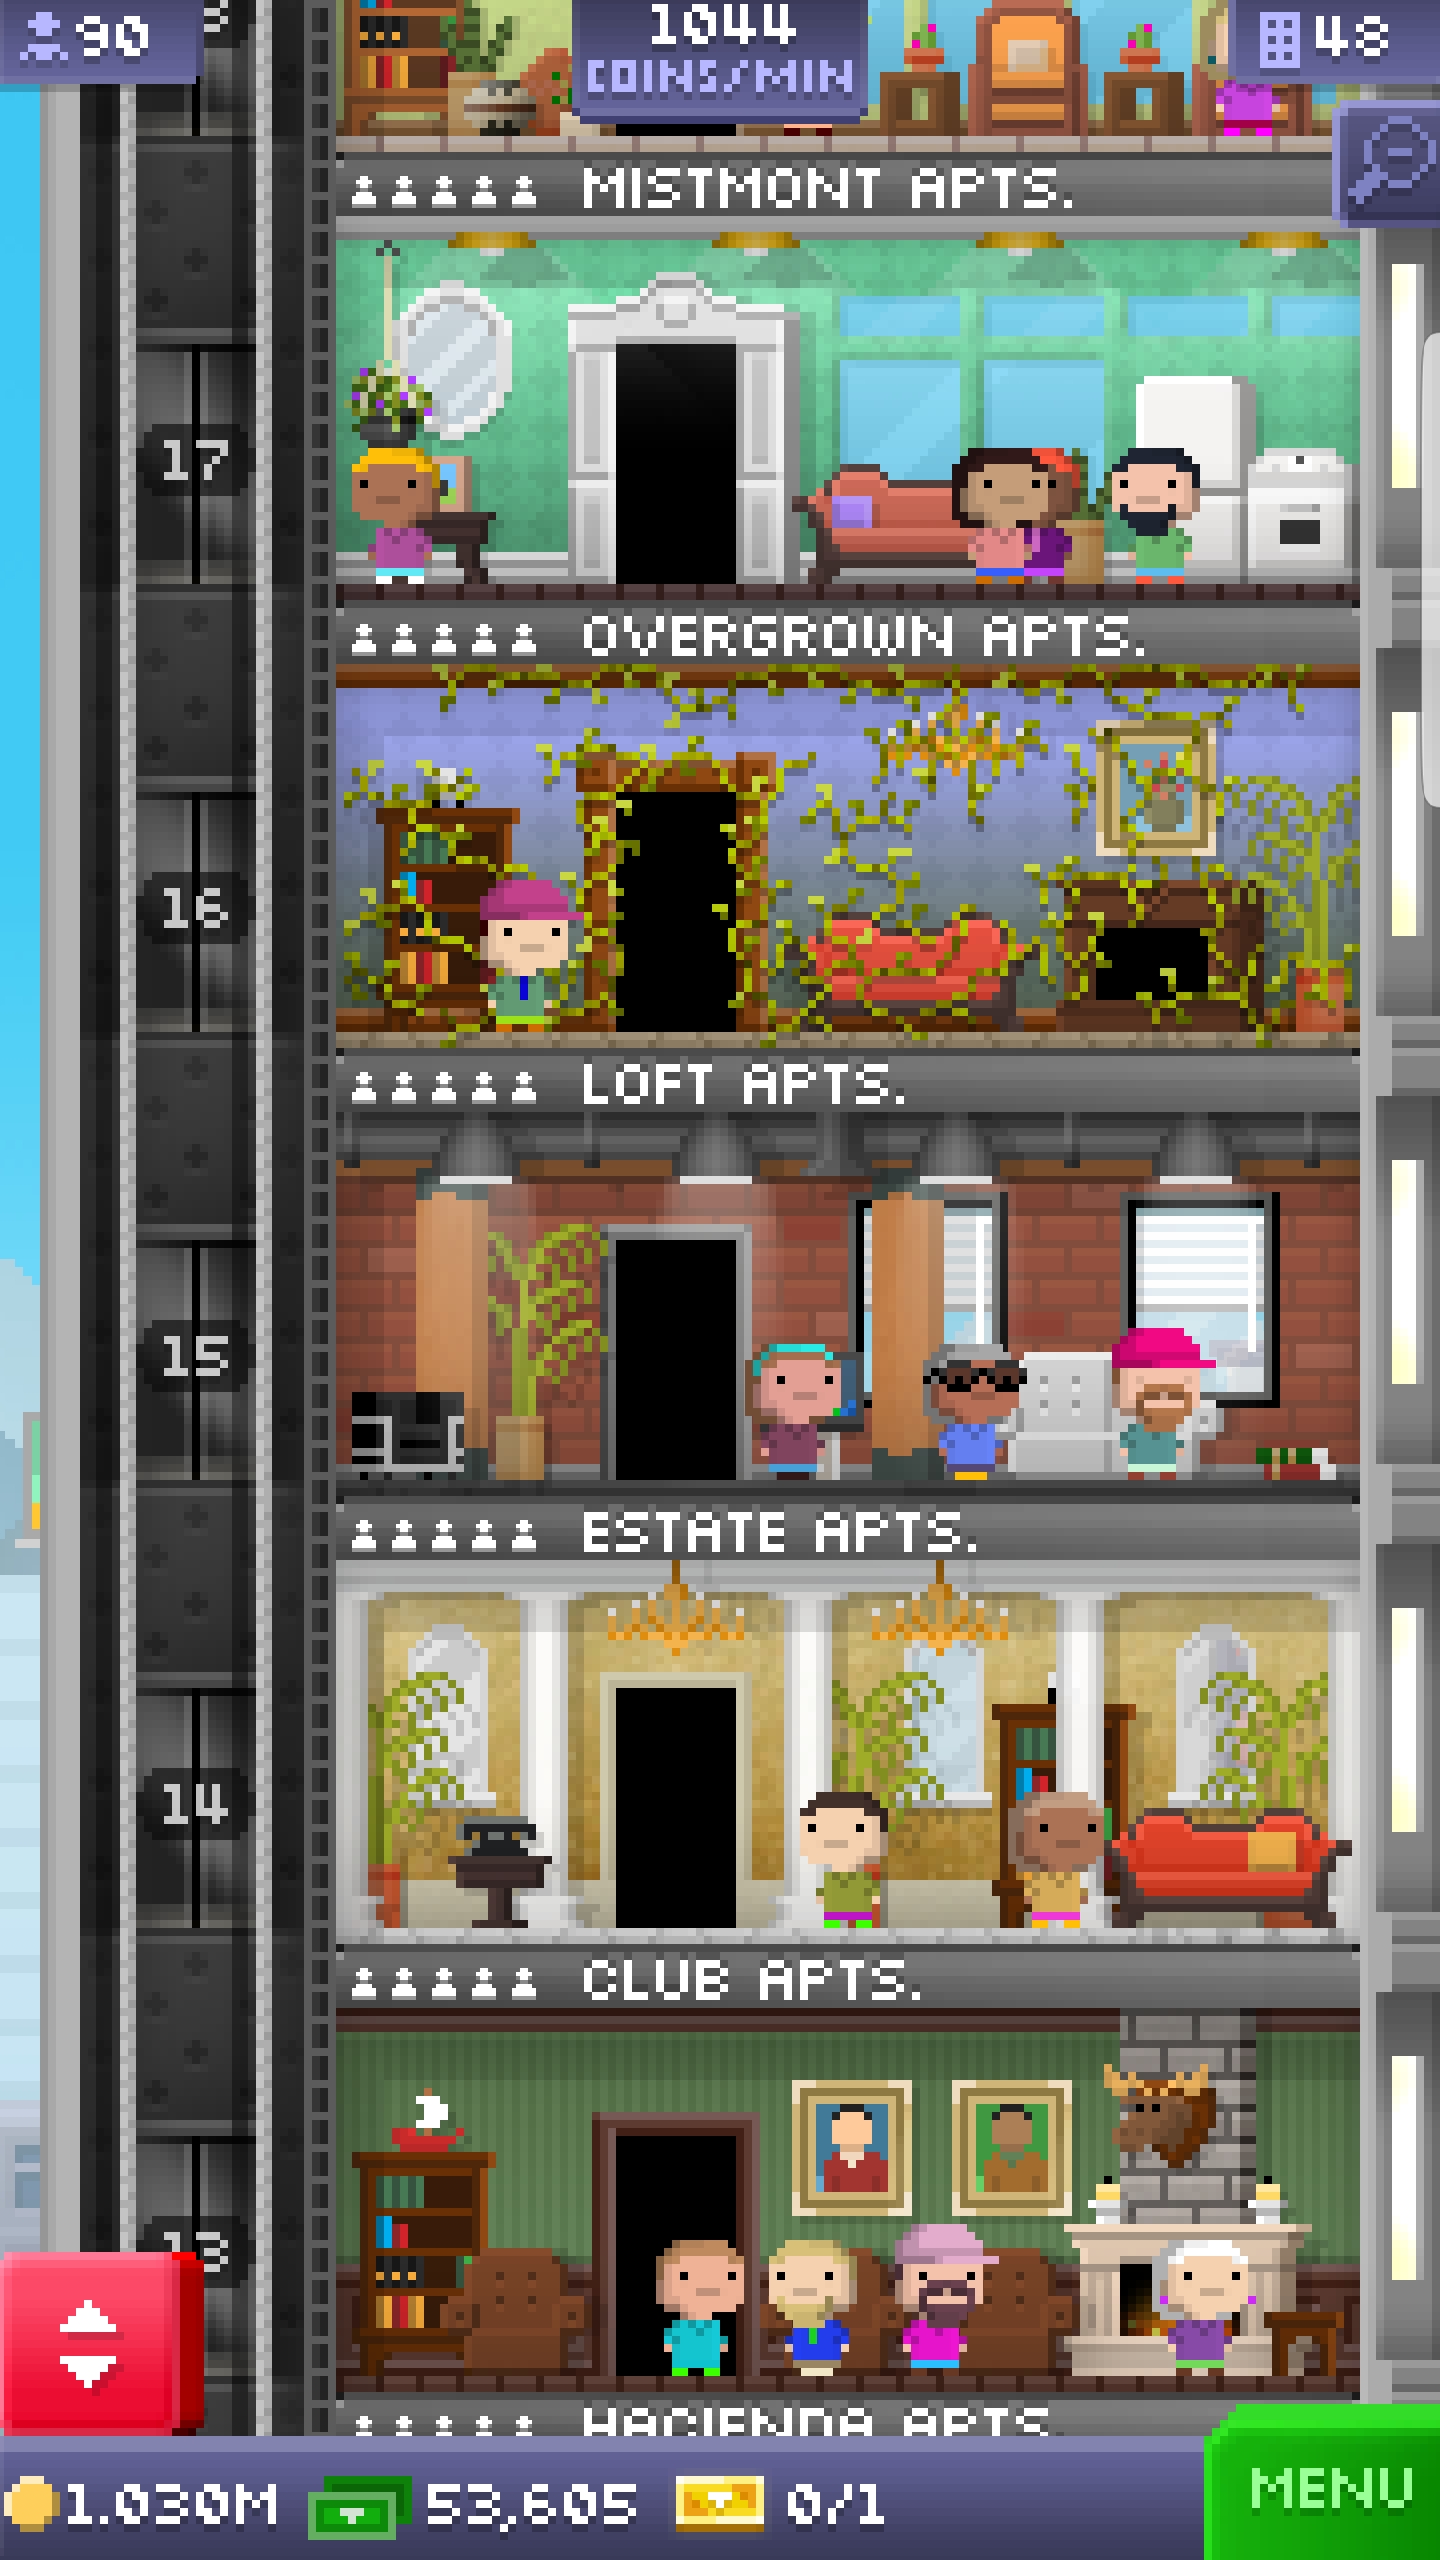 90
1044
COINS/MIN
48
MISTMONT APTS.
17
OVERGROWN APTS.
16
LOFT APTS.
15
ESTATE APTS.
14
CLUB APTS.
13
HACIENDA APTS.
1.030M
53,605
0/1
MENU